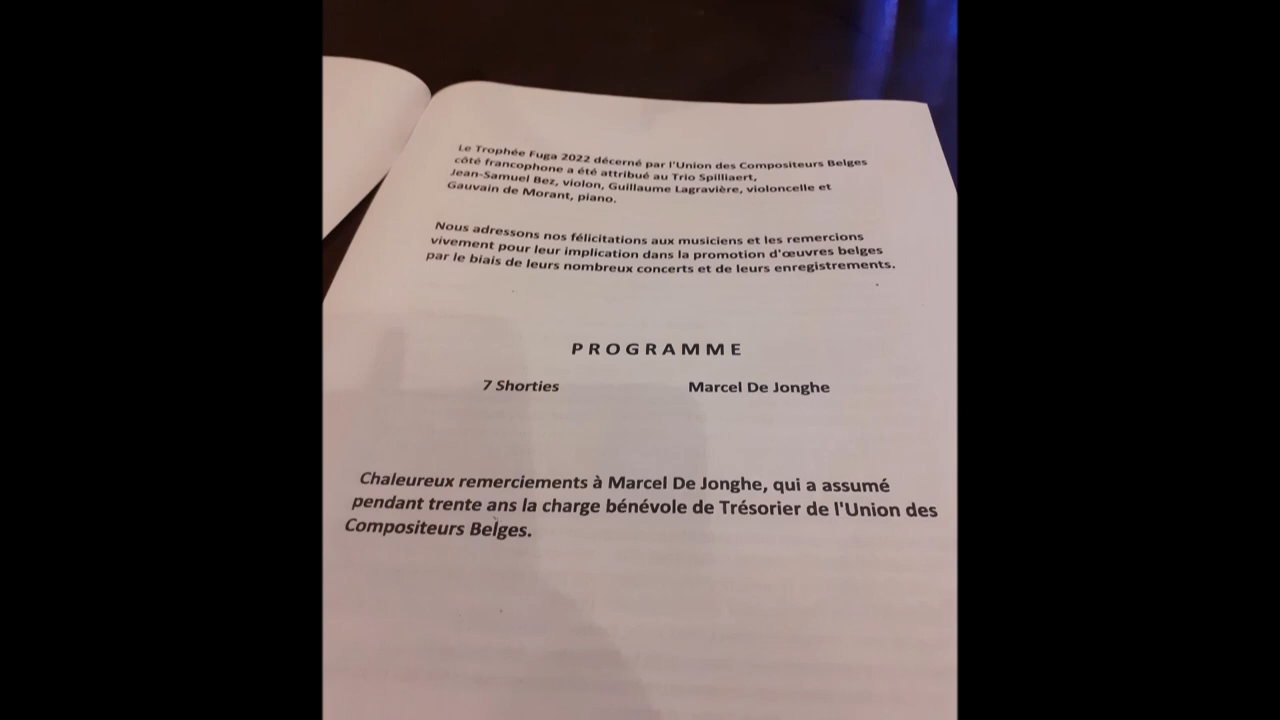 Le Trophée Fuga 2022 décerné par l'Union des Compositeurs Belges
côté francophone a été attribué au Trio Spilliaert,
Jean-Samuel Bez, violon, Guillaume Lagravière, violoncelle et
Gauvain de Morant, piano.
Nous adressons nos félicitations aux musiciens et les remercions
vivement pour leur implication dans la promotion d'œuvres belges
par le biais de leurs nombreux concerts et de leurs enregistrements.
PROGRAMME
7 Shorties Marcel De Jonghe
Chaleureux remerciements à Marcel De Jonghe, qui a assumé
pendant trente ans la charge bénévole de Trésorier de l'Union des
Compositeurs Belges.